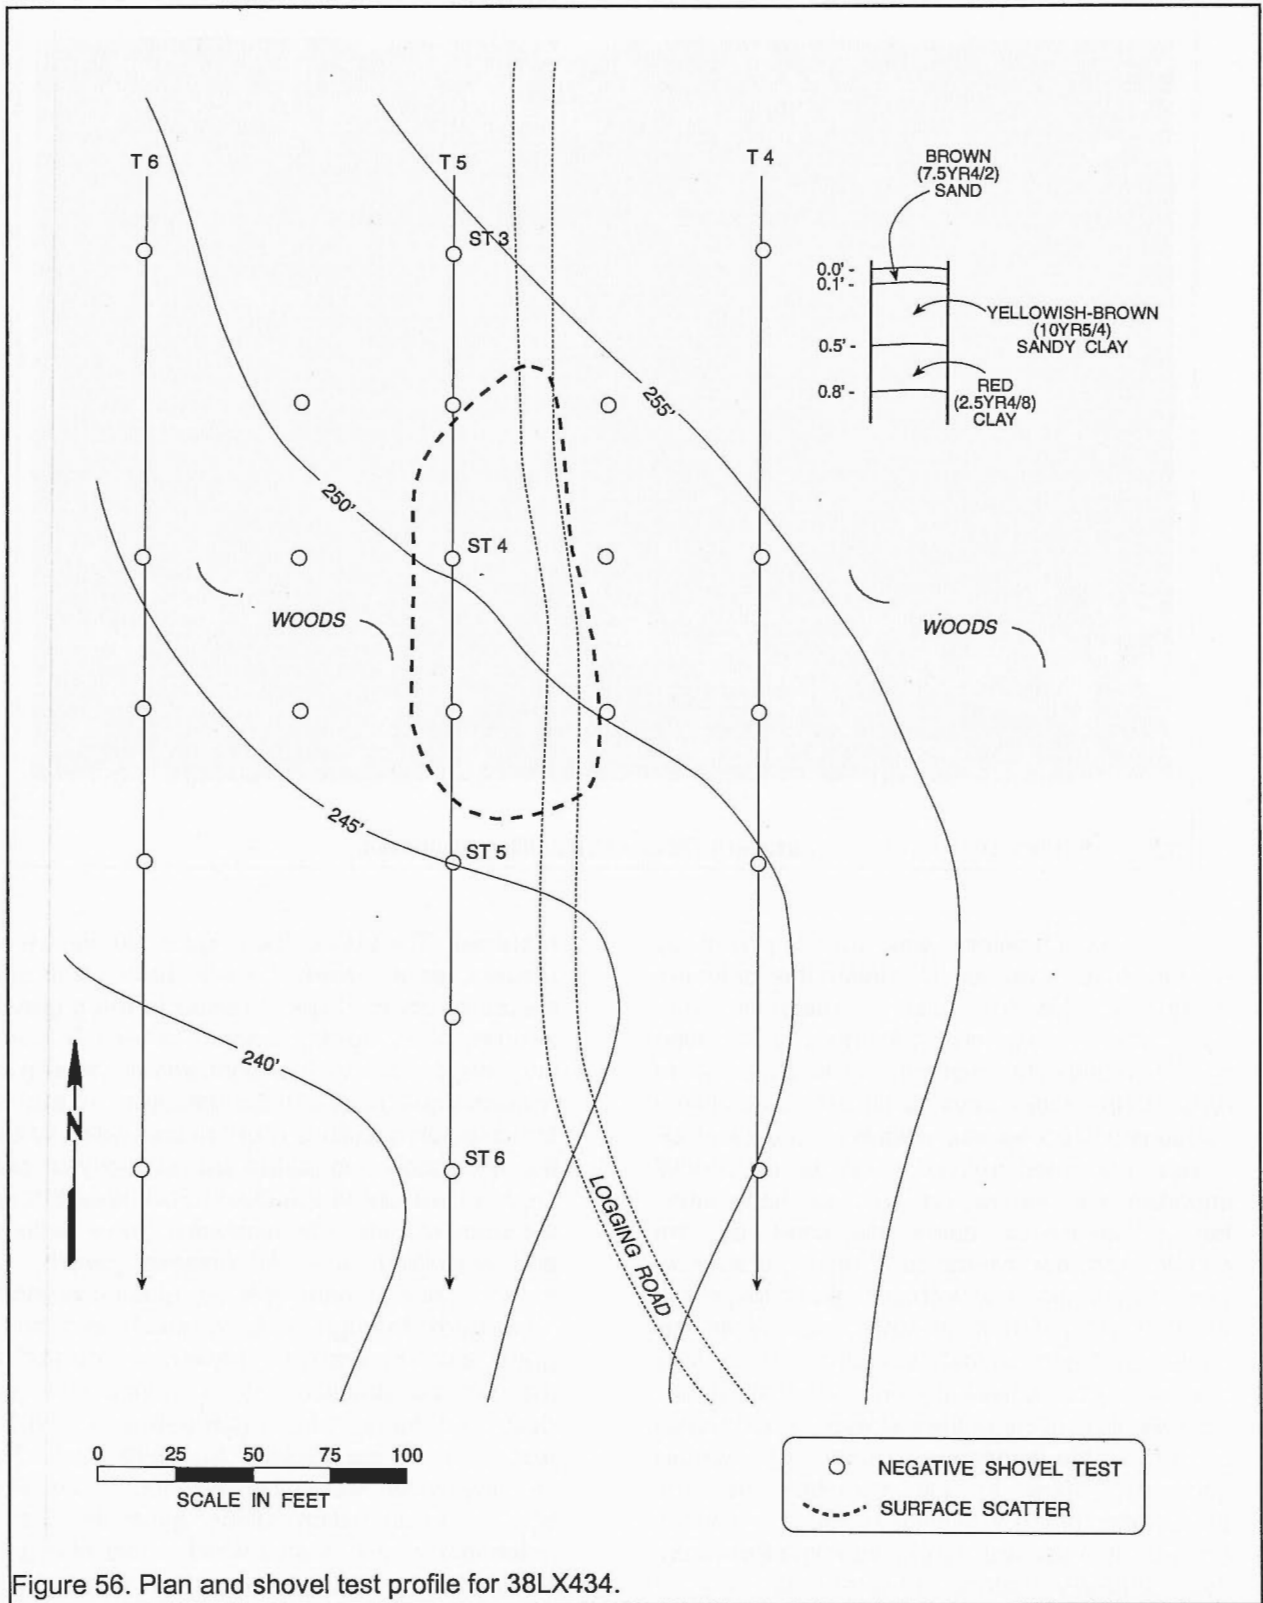 T 6
T 5
T 4
BROWN
(7.5YR4/2)
SAND
ST 3
0.0' -
0.1' -
YELLOWISH-BROWN
(10YR5/4)
SANDY CLAY
0.5' -
0.8' -
RED
(2.5YR4/8)
CLAY
255'
250'
ST 4
WOODS
WOODS
245'
ST 5
240'
N
ST 6
LOGGING ROAD
0 25 50 75 100
SCALE IN FEET
NEGATIVE SHOVEL TEST
SURFACE SCATTER
Figure 56. Plan and shovel test profile for 38LX434.